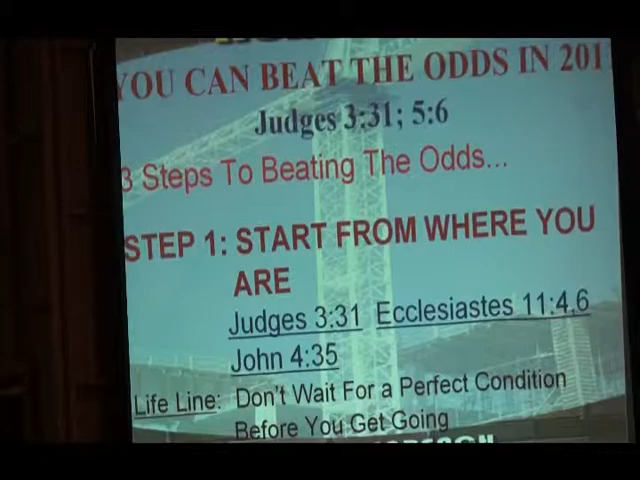 YOU CAN BEAT THE ODDS IN 201
Judges 3:31; 5:6
3 Steps To Beating The Odds...
STEP 1: START FROM WHERE YOU
ARE
Judges 3:31 Ecclesiastes 11:4,6
John 4:35
Life Line: Don't Wait For a Perfect Condition
Before You Get Going